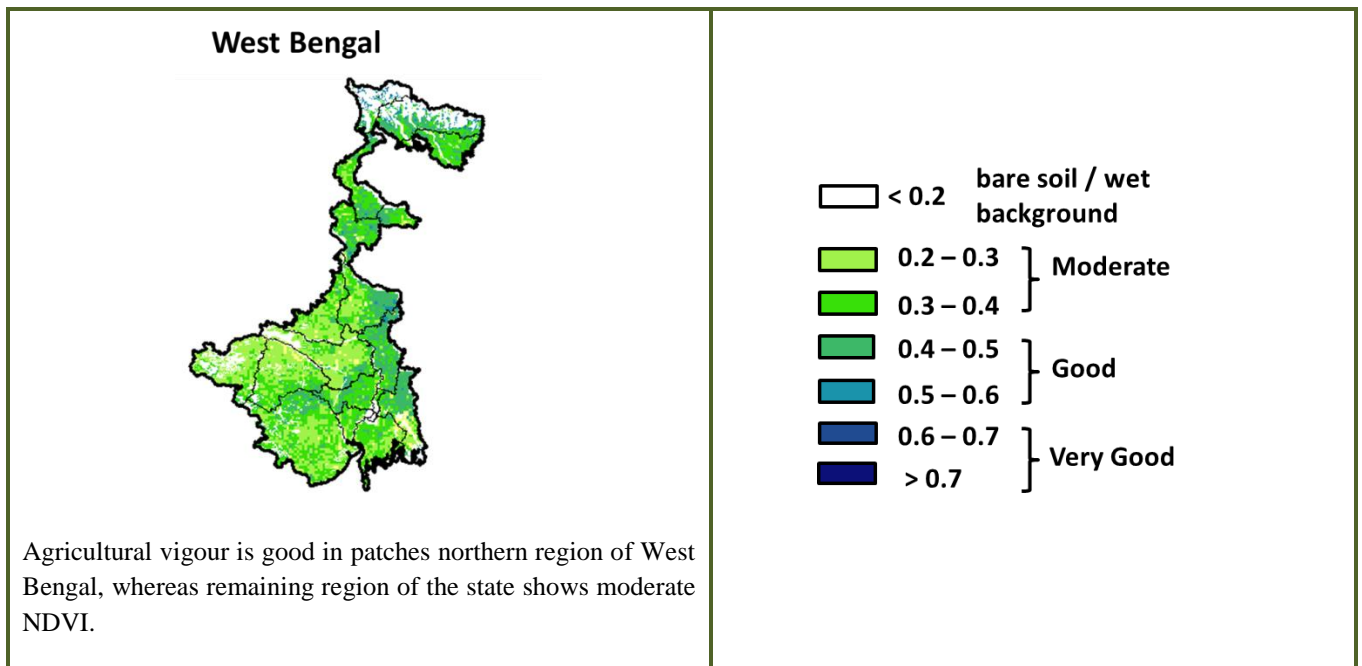 West Bengal
Agricultural vigour is good in patches northern region of West
Bengal, whereas remaining region of the state shows moderate
NDVI.
< 0.2 bare soil / wet
background
0.2 – 0.3
Moderate
0.3 – 0.4
0.4 – 0.5
Good
0.5 – 0.6
0.6 – 0.7
Very Good
> 0.7